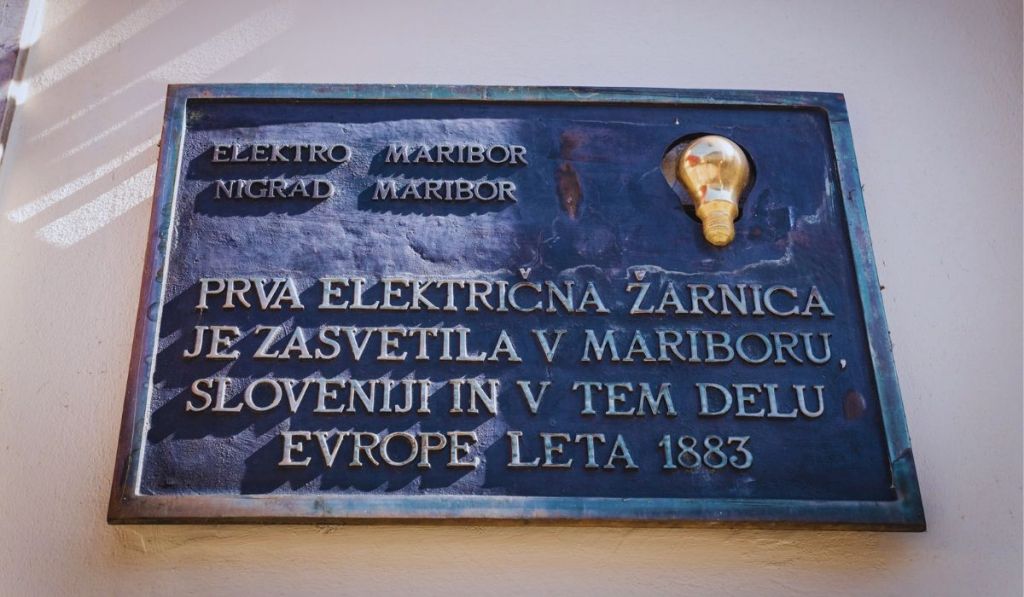 ELEKTRO MARIBOR
NIGRAD MARIBOR
PRVA ELEKTRIČNA ŽARNICA
JE ZASVETILA V MARIBORU,
SLOVENIJI IN V TEM DELU
EVROPE LETA 1883